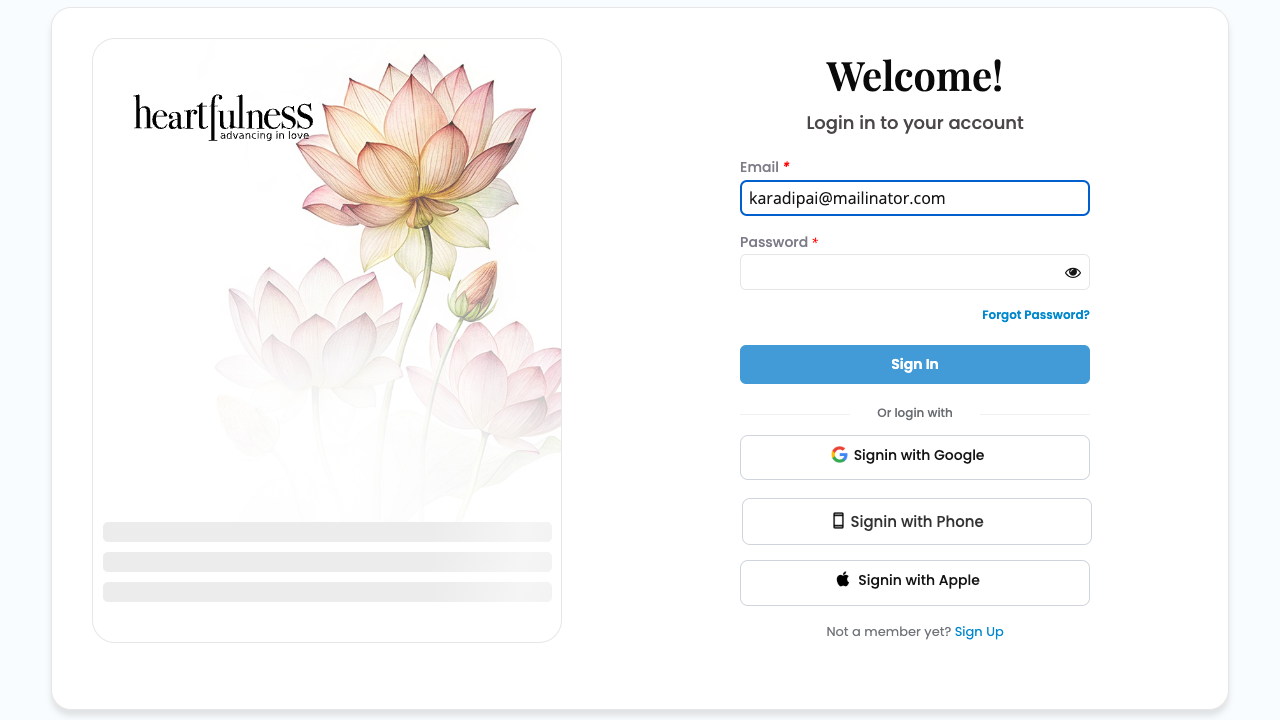 heartfulness
advancing in love
Welcome!
Login in to your account
Email *
karadipai@mailinator.com
Password *
Forgot Password?
Sign In
Or login with
Signin with Google
Signin with Phone
Signin with Apple
Not a member yet? Sign Up